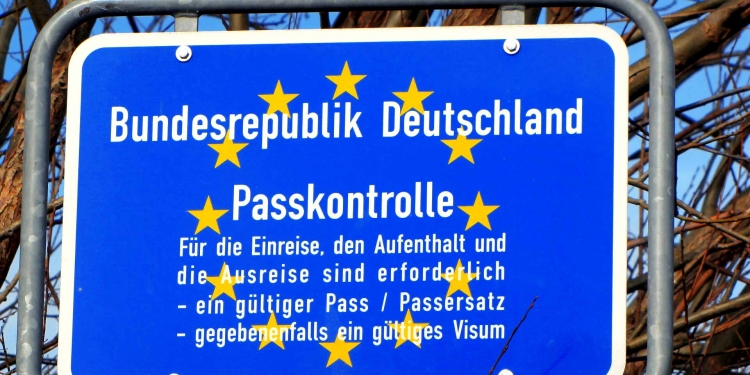 Bundesrepublik Deutschland
Passkontrolle
Für die Einreise, den Aufenthalt und
die Ausreise sind erforderlich
- ein gültiger Pass / Passersatz
- gegebenenfalls ein gültiges Visum